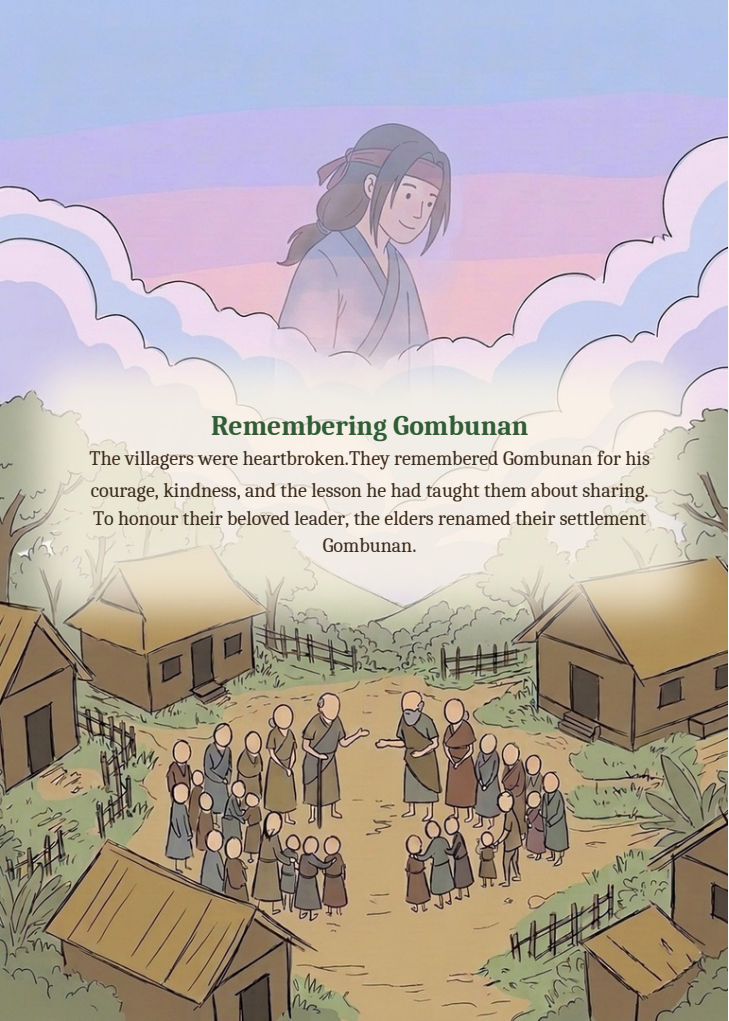 Remembering Gombunan
The villagers were heartbroken.They remembered Gombunan for his
courage, kindness, and the lesson he had taught them about sharing.
To honour their beloved leader, the elders renamed their settlement
Gombunan.